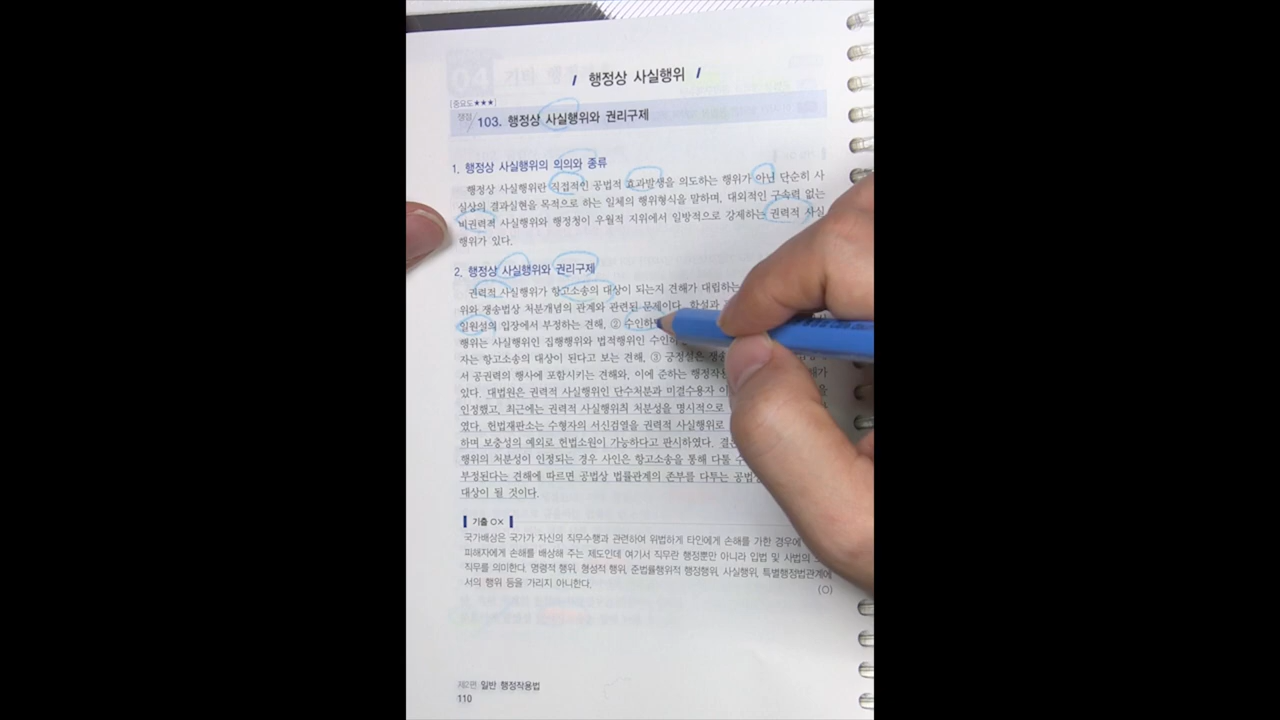 행정상 사실행위
[중요도★★★]
행정 103. 행정상 사실행위와 권리구제
1. 행정상 사실행위의 의의와 종류
행정상 사실행위란 직접적인 공법적 효과발생을 의도하는 행위가 아닌 단순히 사
실상의 결과실현을 목적으로 하는 일체의 행위형식을 말하며, 대외적인 구속력 없는
비권력적 사실행위와 행정청이 우월적 지위에서 일방적으로 강제하는 권력적 사실
행위가 있다.
2. 행정상 사실행위와 권리구제
권력적 사실행위가 항고소송의 대상이 되는지 견해가 대립하는
위와 쟁송법상 처분개념의 관계와 관련된 문제이다. 학설과
일원설의 입장에서 부정하는 견해, ② 수인하
행위는 사실행위인 집행행위와 법적행위인 수인하
자는 항고소송의 대상이 된다고 보는 견해, ③ 긍정설은 쟁송
서 공권력의 행사에 포함시키는 견해와, 이에 준하는 행정작용
있다. 대법원은 권력적 사실행위인 단수처분과 미결수용자 이
인정했고, 최근에는 권력적 사실행위의 처분성을 명시적으로
였다. 헌법재판소는 수형자의 서신검열을 권력적 사실행위로
하며 보충성의 예외로 헌법소원이 가능하다고 판시하였다. 결론
행위의 처분성이 인정되는 경우 사인은 항고소송을 통해 다툴 수
부정된다는 견해에 따르면 공법상 법률관계의 존부를 다투는 공법상
대상이 될 것이다.
기출 O×
국가배상은 국가가 자신의 직무수행과 관련하여 위법하게 타인에게 손해를 가한 경우에
피해자에게 손해를 배상해 주는 제도인데 여기서 직무란 행정뿐만 아니라 입법 및 사법의
직무를 의미한다. 명령적 행위, 형성적 행위, 준법률행위적 행정행위, 사실행위, 특별행정법관계에
서의 행위 등을 가리지 아니한다.
(O)
제2편 일반 행정작용법
110